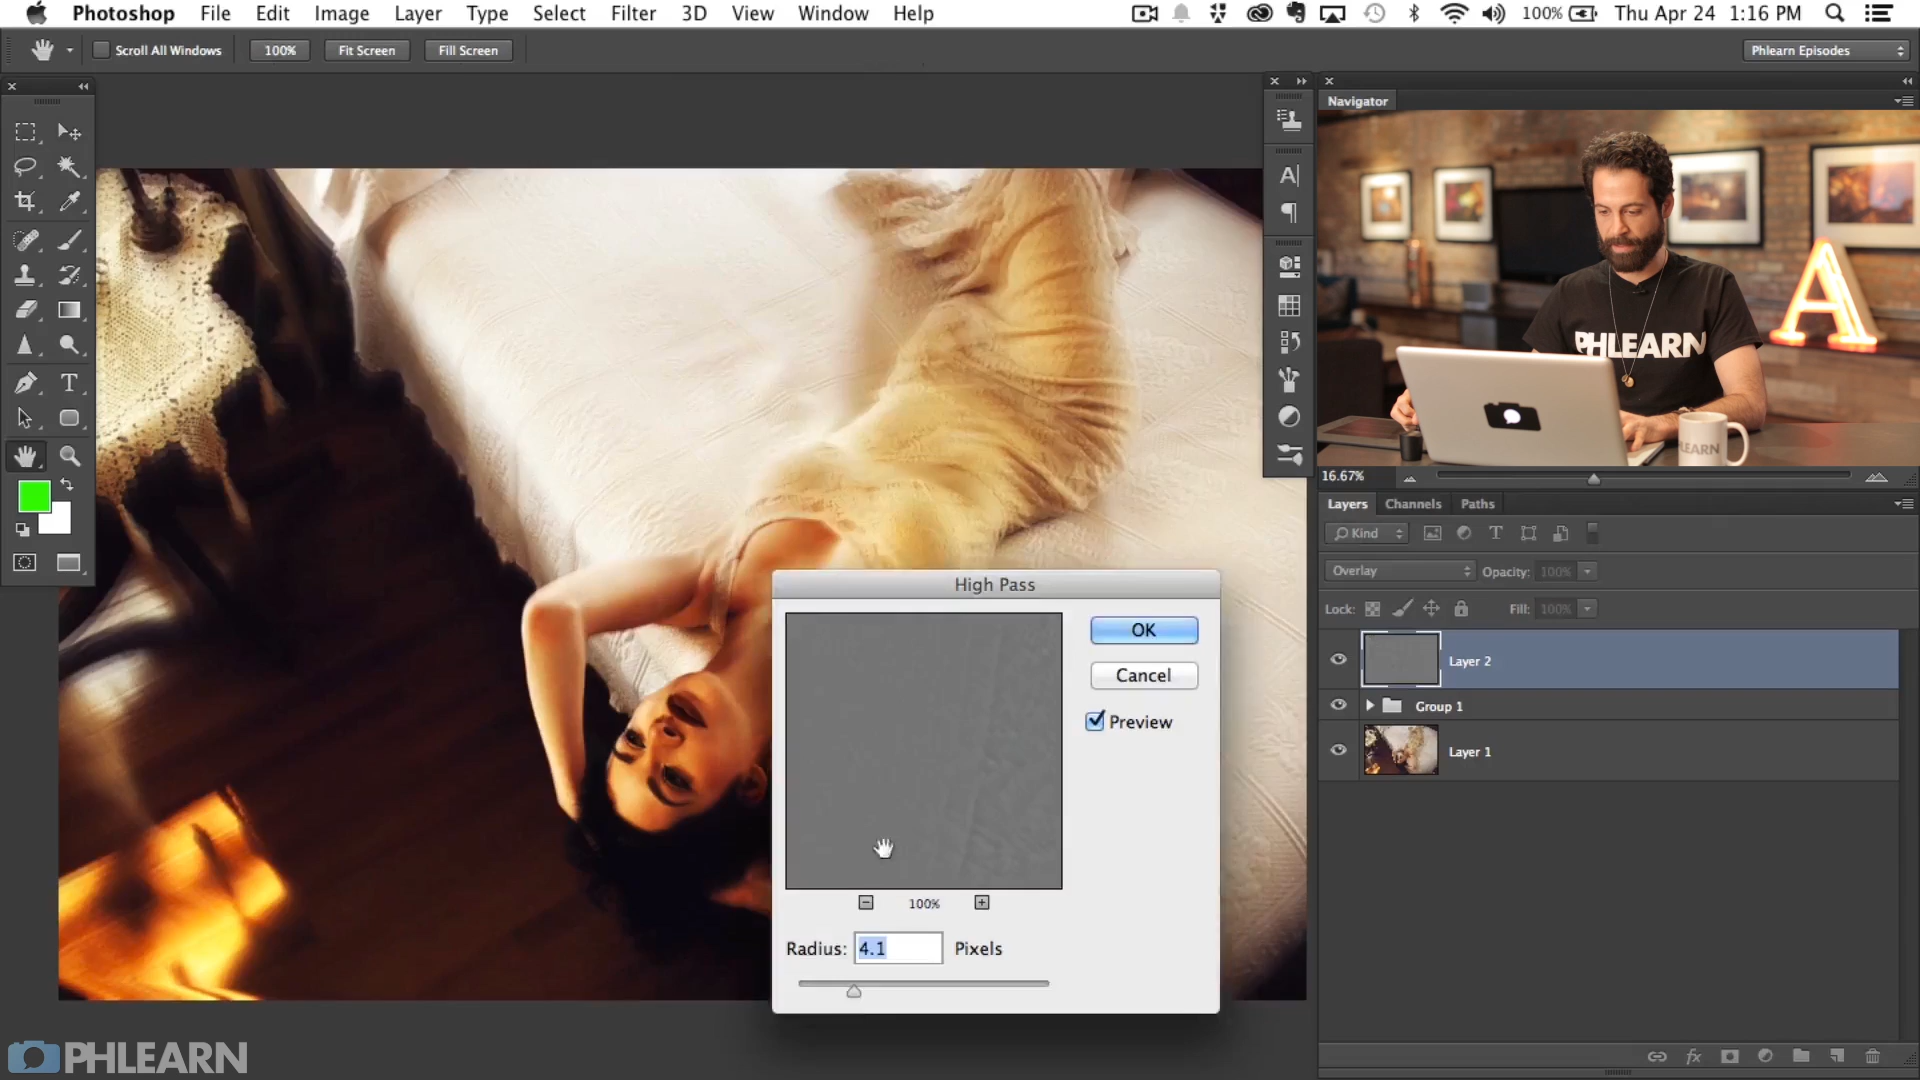 Photoshop File Edit Image Layer Type Select Filter 3D View Window Help 100% Thu Apr 24 1:16 PM
Scroll All Windows 100% Fit Screen Fill Screen Phlearn Episodes
Navigator
PHLEARN
16.67%
Layers Channels Paths
Kind
Overlay Opacity: 100%
Lock: Fill: 100%
High Pass
OK
Cancel
Preview
100%
Radius: 4.1 Pixels
Layer 2
Group 1
Layer 1
PHLEARN